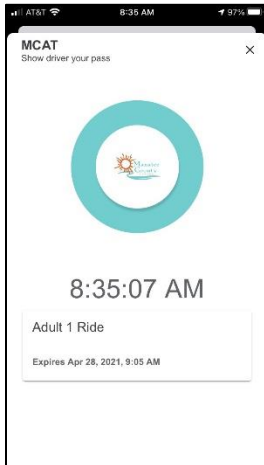 AT&T 8:35 AM 97%
MCAT
Show driver your pass
Manatee
County
8:35:07 AM
Adult 1 Ride
Expires Apr 28, 2021, 9:05 AM